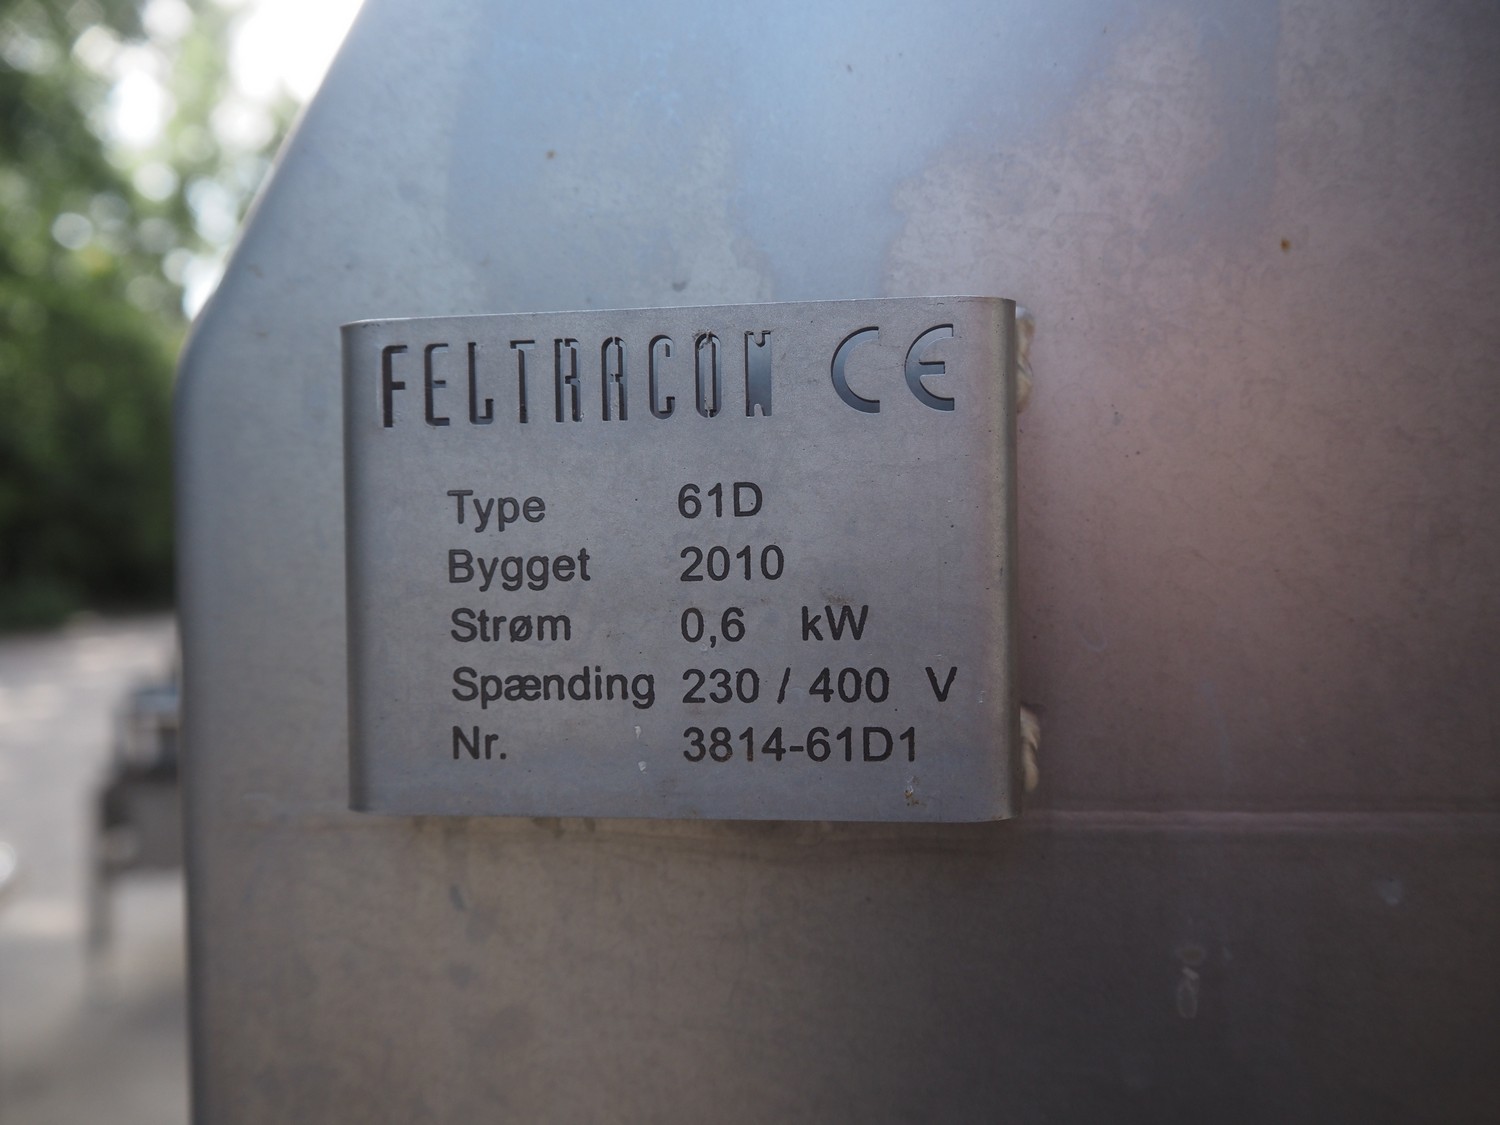 FELTRACON CE
Type 61D
Bygget 2010
Strøm 0,6 kW
Spænding 230 / 400 V
Nr. 3814-61D1